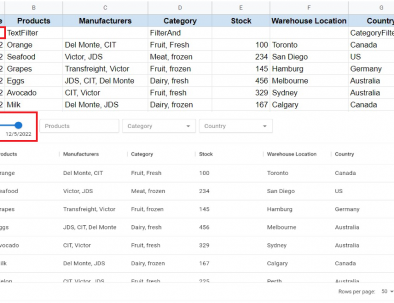 B C D E F G
Products Manufacturers Category Stock Warehouse Location Country
TextFilter FilterAnd CategoryFilte
2 Orange Del Monte, CIT Fruit, Fresh 100 Toronto Canada
2 Seafood Victor, JDS Meat, frozen 234 San Diego US
2 Grapes Transfreight, Victor Fruit, frozen 145 Hamburg Germany
2 Eggs JDS, CIT, Del Monte Dairy, fresh 456 Melbourne Australia
2 Avocado CIT, Victor Fruit, fresh 329 Sydney Australia
2 Milk Del Monte, JDS Dairy, fresh 167 Calgary Canada
12/5/2022 Products Category Country
roducts Manufacturers Category Stock Warehouse Location Country
range Del Monte, CIT Fruit, Fresh 100 Toronto Canada
eafood Victor, JDS Meat, frozen 234 San Diego US
rapes Transfreight, Victor Fruit, frozen 145 Hamburg Germany
ggs JDS, CIT, Del Monte Dairy, fresh 456 Melbourne Australia
vocado CIT, Victor Fruit, fresh 329 Sydney Australia
ilk Del Monte, JDS Dairy, fresh 167 Calgary Canada
elon CIT, Victor Fruit, fresh 225 Perth Australia
Rows per page: 50